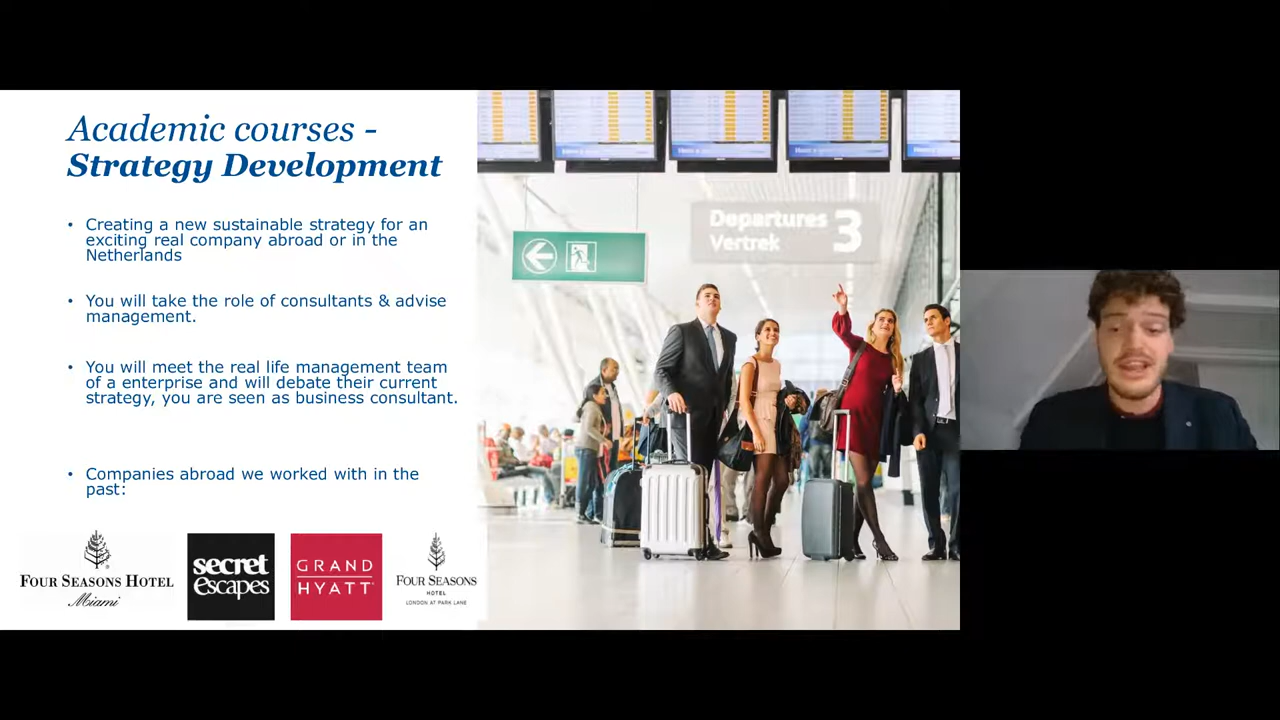 Academic courses -
Strategy Development
• Creating a new sustainable strategy for an
exciting real company abroad or in the
Netherlands
• You will take the role of consultants & advise
management.
• You will meet the real life management team
of a enterprise and will debate their current
strategy, you are seen as business consultant.
• Companies abroad we worked with in the
past:
FOUR SEASONS HOTEL
Miami
secret
escapes
GRAND
HYATT
FOUR SEASONS
HOTEL
LONDON AT PARK LANE
Departures 3
Vertrek